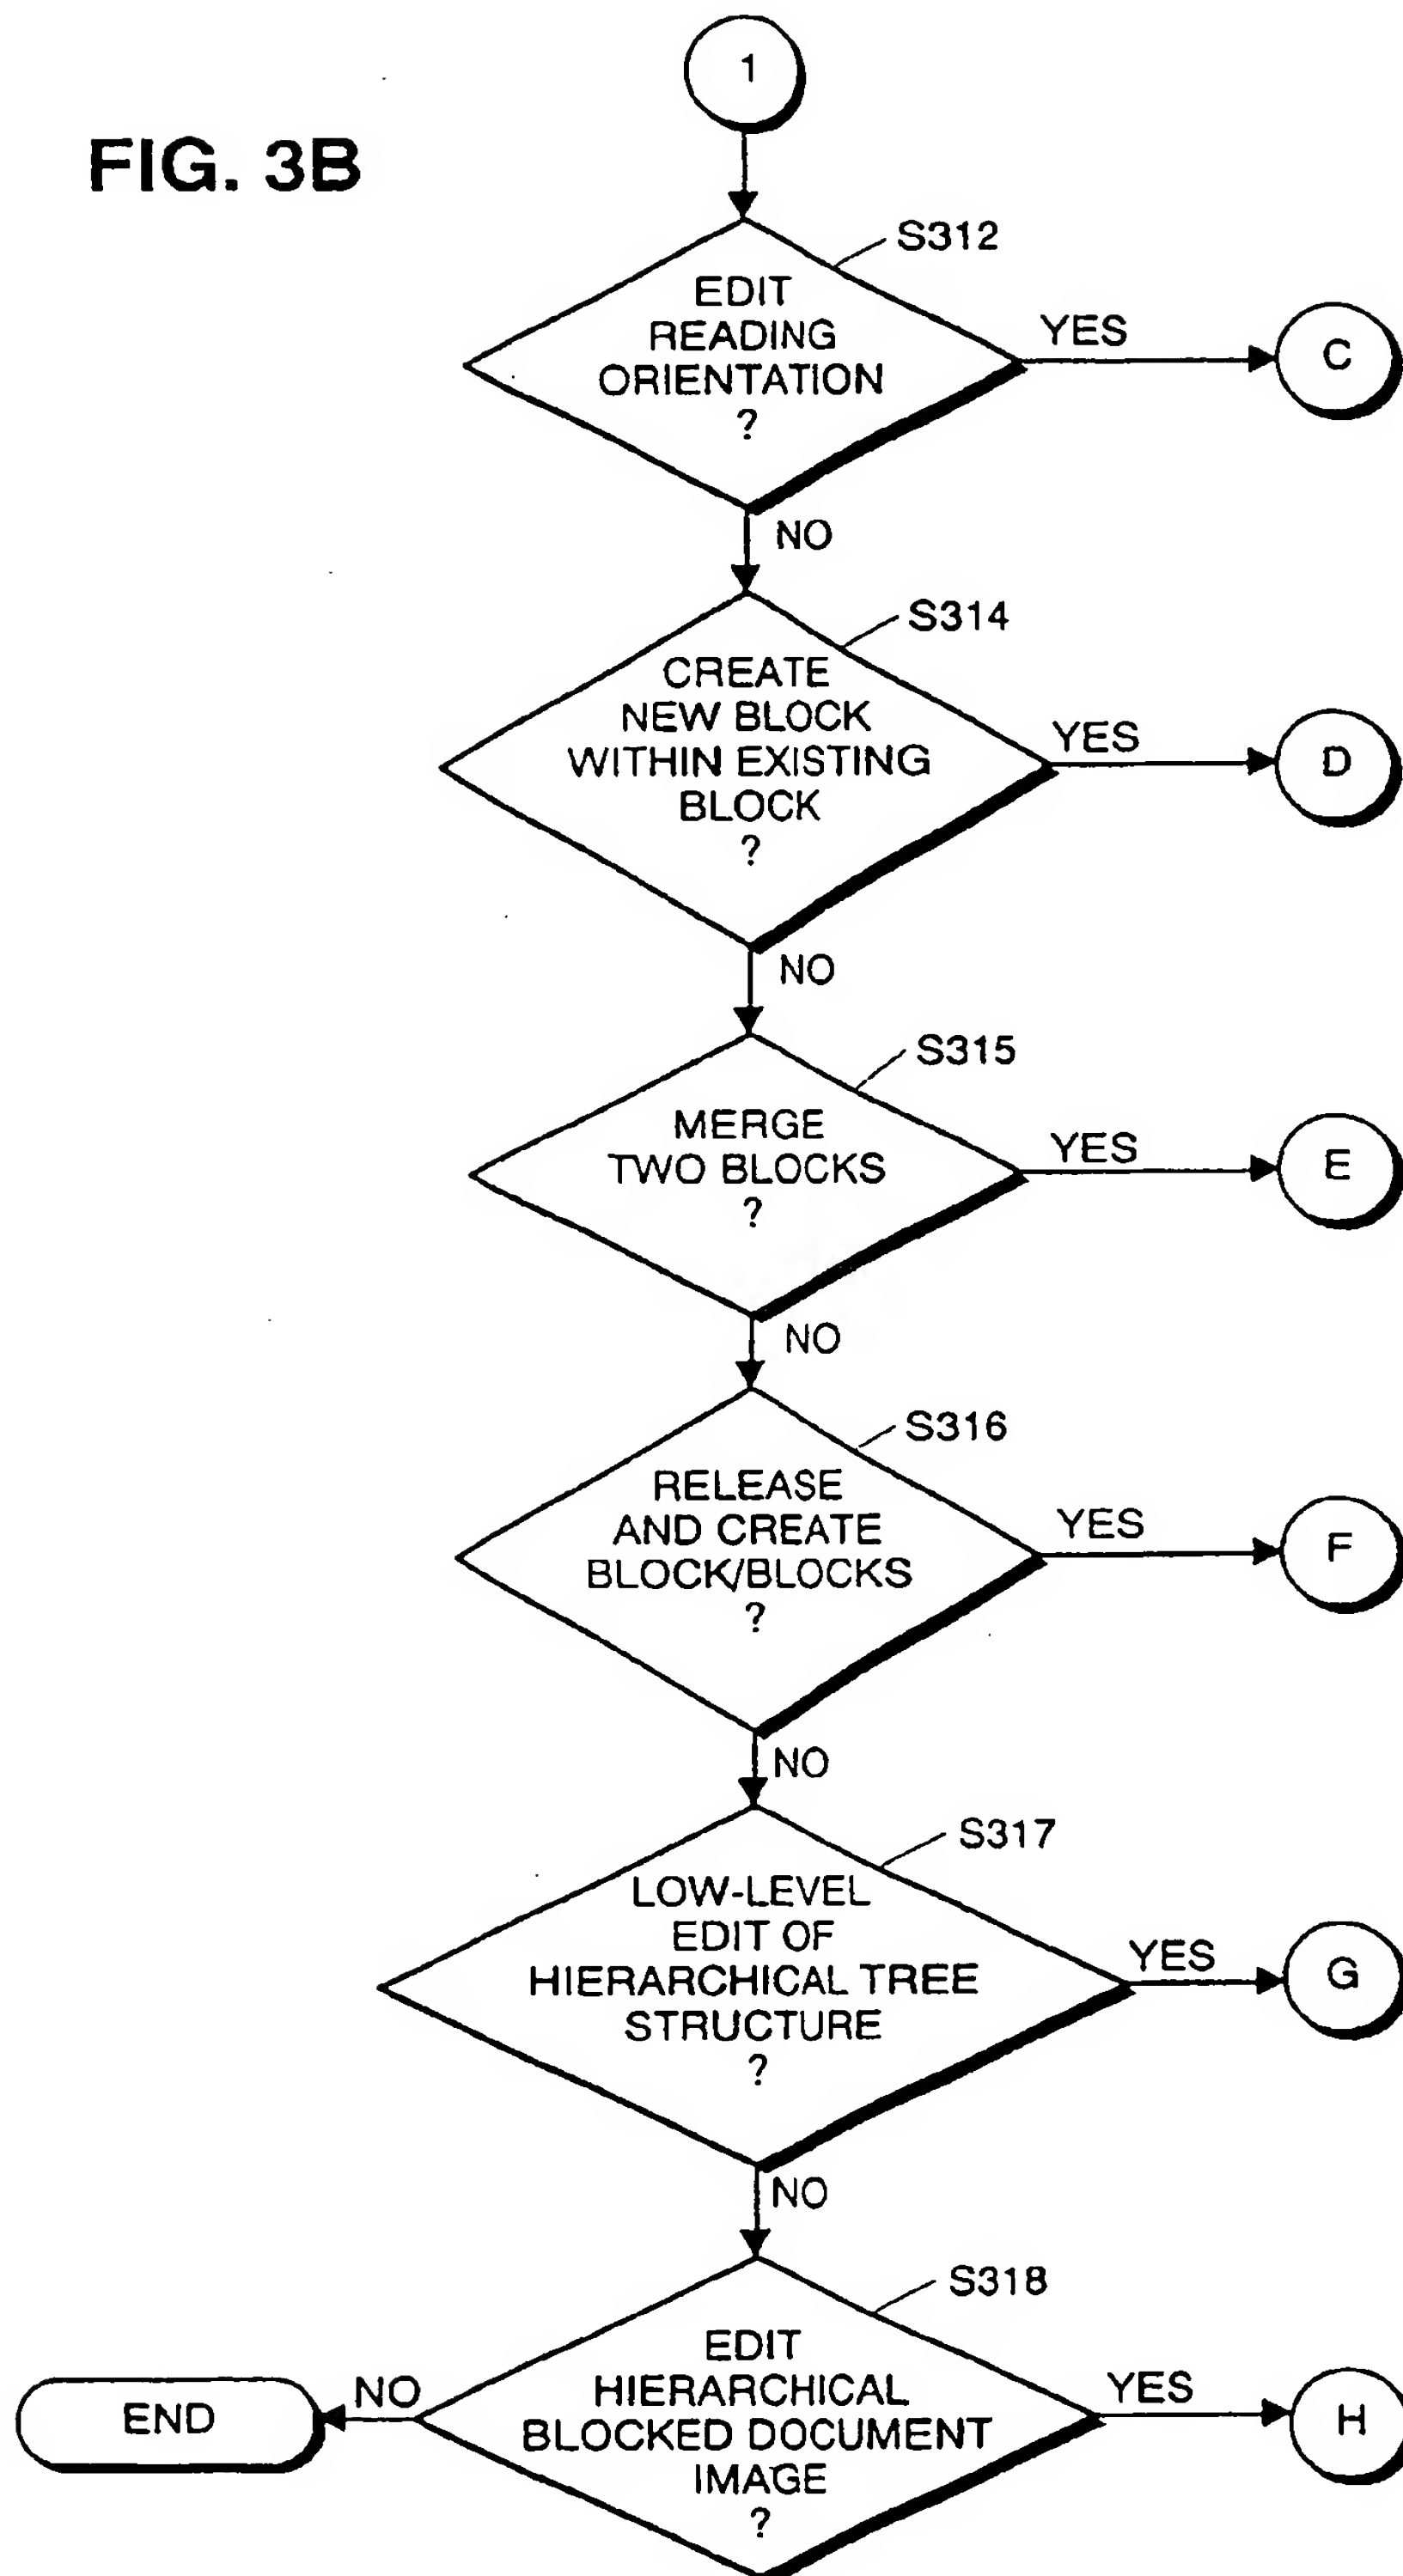 1
FIG. 3B
S312
EDIT
READING
ORIENTATION
?
YES
C
NO
S314
CREATE
NEW BLOCK
WITHIN EXISTING
BLOCK
?
YES
D
NO
S315
MERGE
TWO BLOCKS
?
YES
E
NO
S316
RELEASE
AND CREATE
BLOCK/BLOCKS
?
YES
F
NO
S317
LOW-LEVEL
EDIT OF
HIERARCHICAL TREE
STRUCTURE
?
YES
G
NO
S318
EDIT
HIERARCHICAL
BLOCKED DOCUMENT
IMAGE
?
YES
H
NO
END